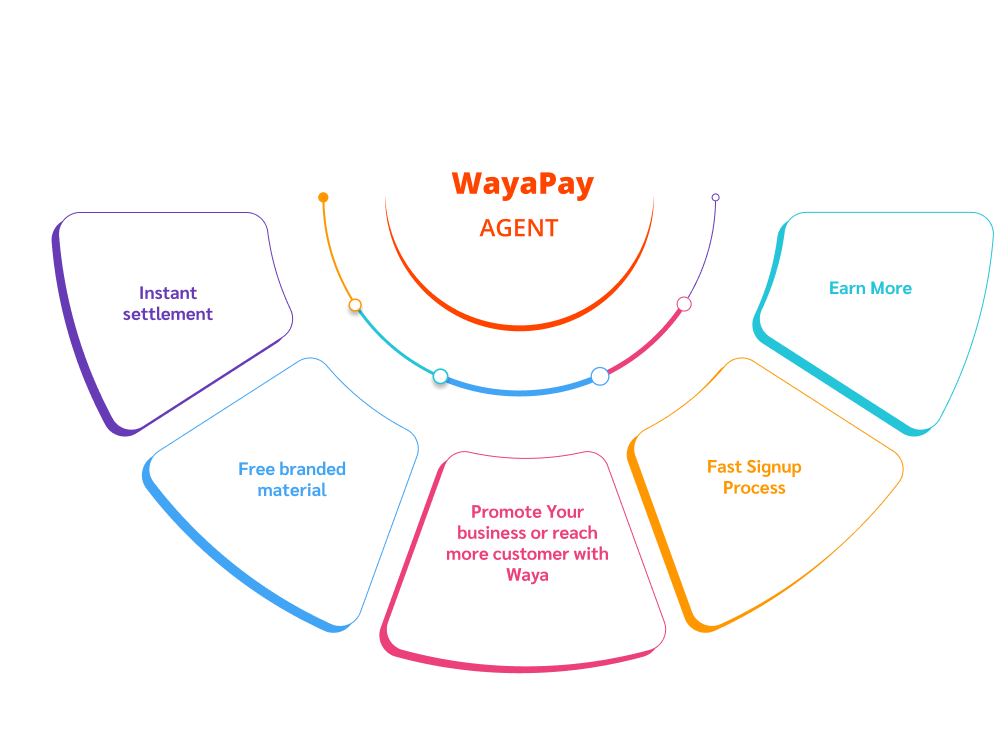 WayaPay
AGENT
Instant
settlement
Earn More
Free branded
material
Fast Signup
Process
Promote Your
business or reach
more customer with
Waya